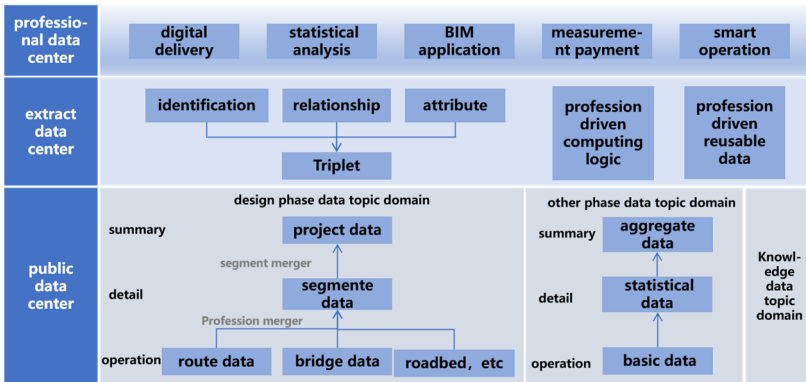 professio-
nal data
center
digital
delivery
statistical
analysis
BIM
application
measureme-
nt payment
smart
operation
extract
data
center
identification
relationship
attribute
Triplet
profession
driven
computing
logic
profession
driven
reusable
data
public
data
center
design phase data topic domain
summary
project data
segment merger
detail
segmente
data
Profession merger
operation
route data
bridge data
roadbed, etc
other phase data topic domain
summary
aggregate
data
detail
statistical
data
operation
basic data
Knowl-
edge
data
topic
domain